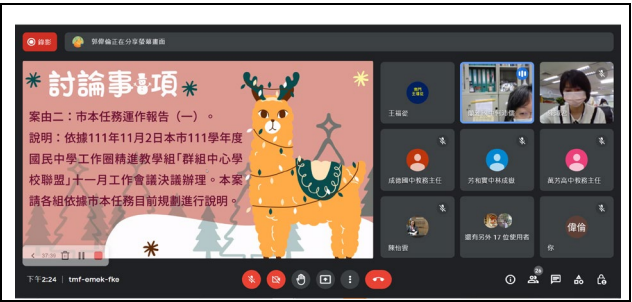 錄影
郭偉倫正在分享螢幕畫面
討論事項
案由二：市本任務運作報告（一）。
說明：依據111年11月2日本市111學年度
國民中學工作圈精進教學組「群組中心學
校聯盟」十一月工作會議決議辦理。本案
請各組依據市本任務目前規劃進行說明。
王福從
成德國中教務主任
芳和實中林成嶽
萬芳高中教務主任
陳怡雯
還有另外 17 位使用者
偉倫
你
下午2:24 | tmf-emek-fke
26